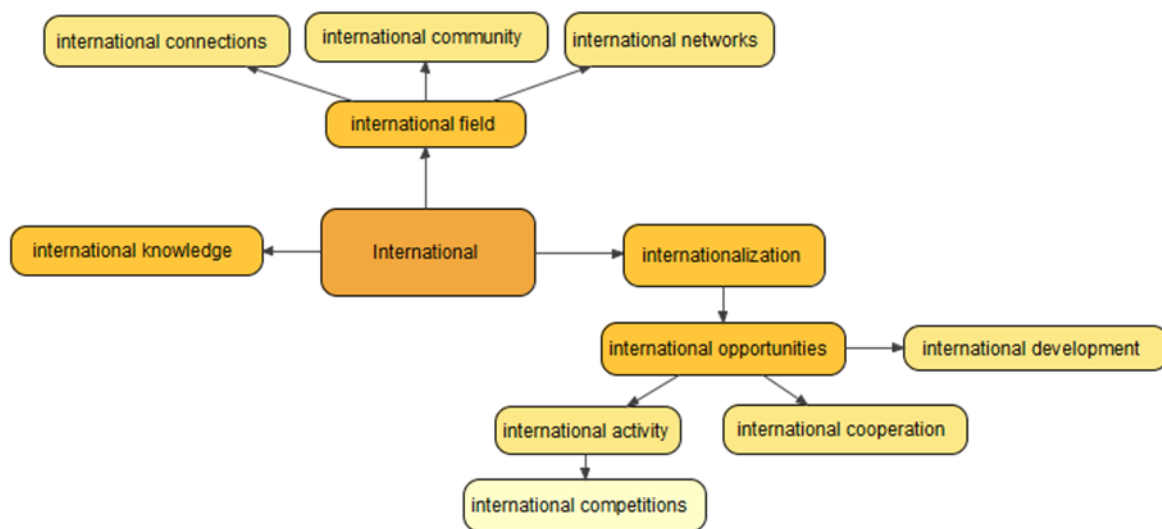 international connections
international community
international networks
international field
international knowledge
International
internationalization
international opportunities
international development
international activity
international cooperation
international competitions